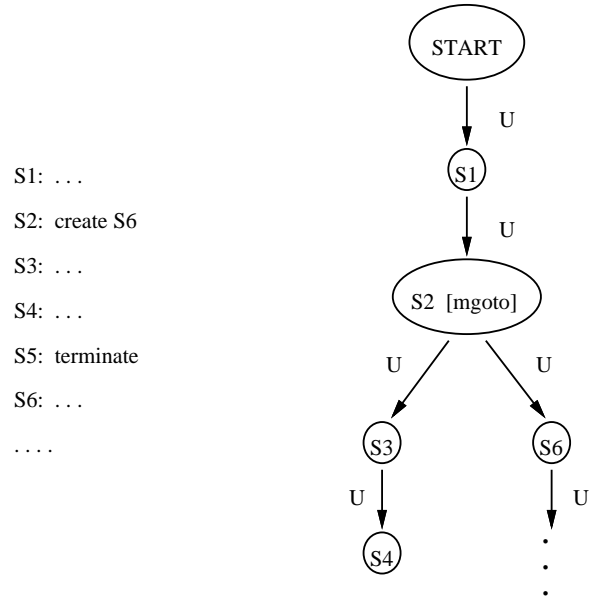 S1: . . .
S2: create S6
S3: . . .
S4: . . .
S5: terminate
S6: . . .
. . . .
START
U
S1
U
S2 [mgoto]
U U
S3 S6
U U
S4